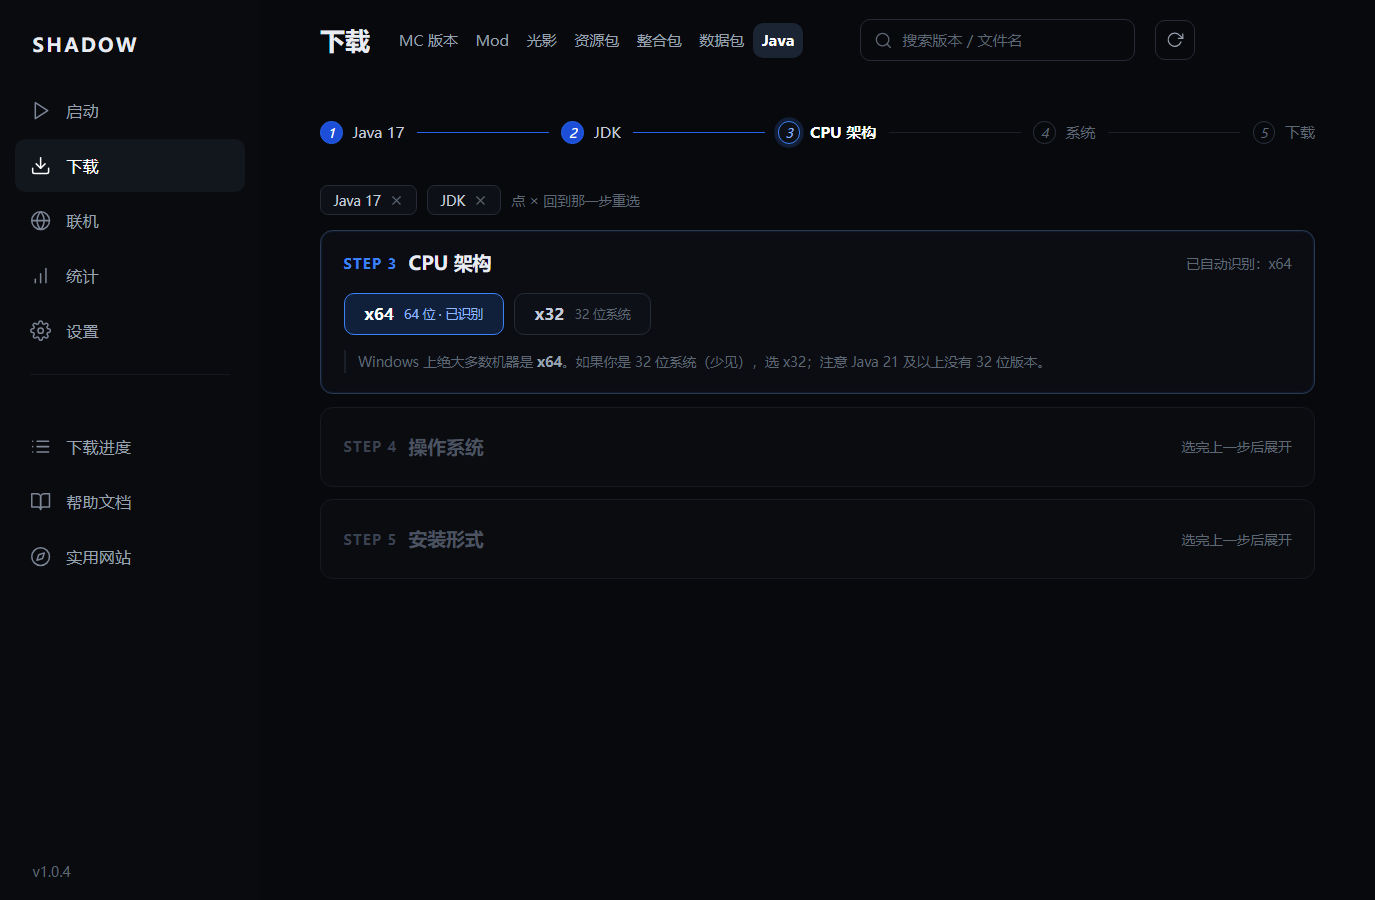 SHADOW
启动
下载
联机
统计
设置
下载进度
帮助文档
实用网站
v1.0.4
下载
MC 版本
Mod
光影
资源包
整合包
数据包
Java
搜索版本 / 文件名
1 Java 17
2 JDK
3 CPU 架构
4 系统
5 下载
Java 17 ×
JDK ×
点 × 回到那一步重选
STEP 3 CPU 架构
已自动识别：x64
x64 64 位 · 已识别
x32 32 位系统
Windows 上绝大多数机器是 x64。如果你是 32 位系统（少见），选 x32；注意 Java 21 及以上没有 32 位版本。
STEP 4 操作系统
选完上一步后展开
STEP 5 安装形式
选完上一步后展开